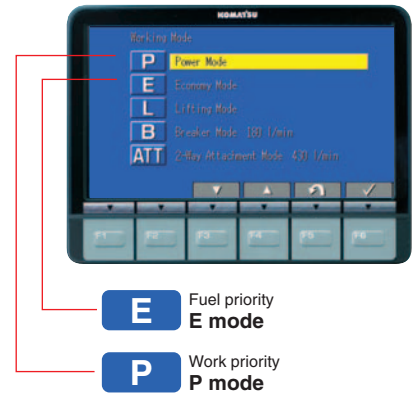 KOMATSU
Working Mode
P Power Mode
E Economy Mode
L Lifting Mode
B Breaker Mode 180 l/min
ATT 2-Way Attachment Mode 430 l/min
F1 F2 F3 F4 F5 F6
E Fuel priority
E mode
P Work priority
P mode